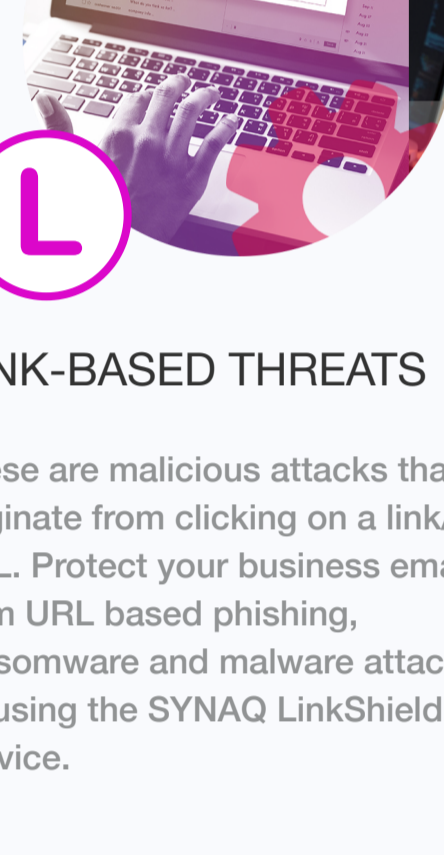 L
NK-BASED THREATS
ese are malicious attacks tha
ginate from clicking on a link/
L. Protect your business ema
m URL based phishing,
somware and malware attac
using the SYNAQ LinkShield
vice.